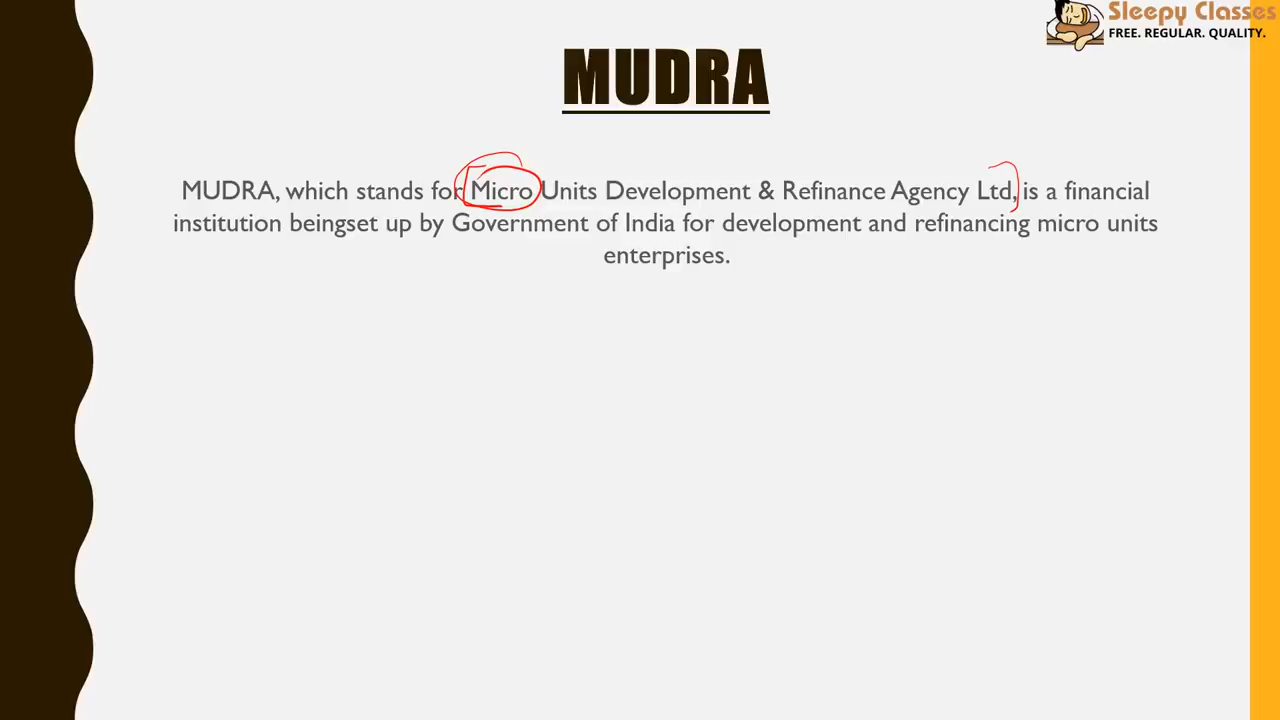 Sleepy Classes
FREE. REGULAR. QUALITY.
MUDRA
MUDRA, which stands for Micro Units Development & Refinance Agency Ltd, is a financial
institution beingset up by Government of India for development and refinancing micro units
enterprises.